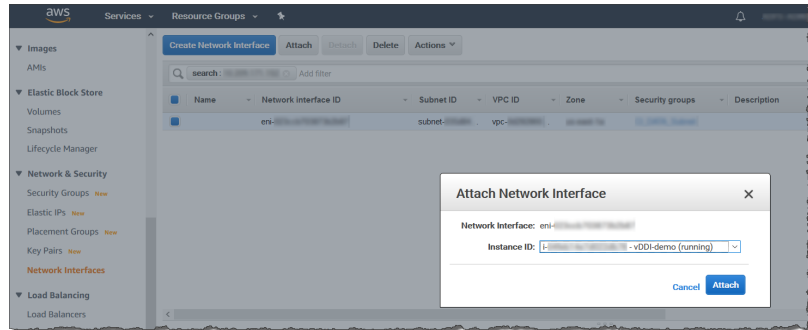 aws
Services
Resource Groups
Images
AMIs
Elastic Block Store
Volumes
Snapshots
Lifecycle Manager
Network & Security
Security Groups New
Elastic IPs New
Placement Groups New
Key Pairs New
Network Interfaces
Load Balancing
Load Balancers
Create Network Interface Attach Detach Delete Actions
search : Add filter
Name Network interface ID Subnet ID VPC ID Zone Security groups Description
eni- subnet- vpc-
Attach Network Interface
Network Interface: eni-
Instance ID: i- - vDDI-demo (running)
Cancel Attach